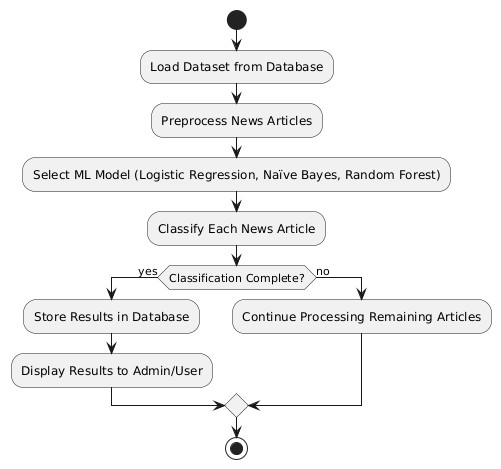 Load Dataset from Database
Preprocess News Articles
Select ML Model (Logistic Regression, Naïve Bayes, Random Forest)
Classify Each News Article
yes
Classification Complete?
no
Store Results in Database
Continue Processing Remaining Articles
Display Results to Admin/User